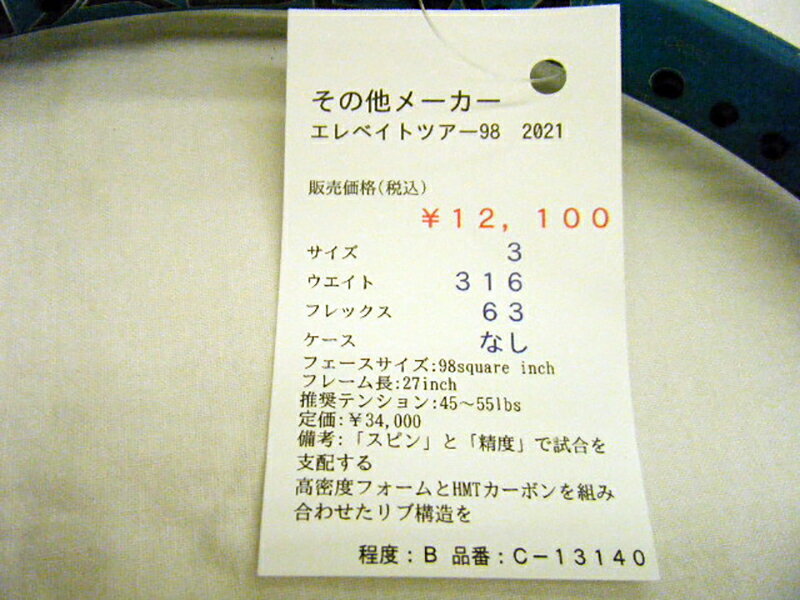 その他メーカー
エレベイトツアー98 2021
販売価格(税込)
￥１２，１００
サイズ ３
ウエイト ３１６
フレックス ６３
ケース なし
フェースサイズ:98square inch
フレーム長:27inch
推奨テンション:45～55lbs
定価:￥34,000
備考:「スピン」と「精度」で試合を
支配する
高密度フォームとHMTカーボンを組み
合わせたリブ構造を
程度：Ｂ 品番：Ｃ－１３１４０